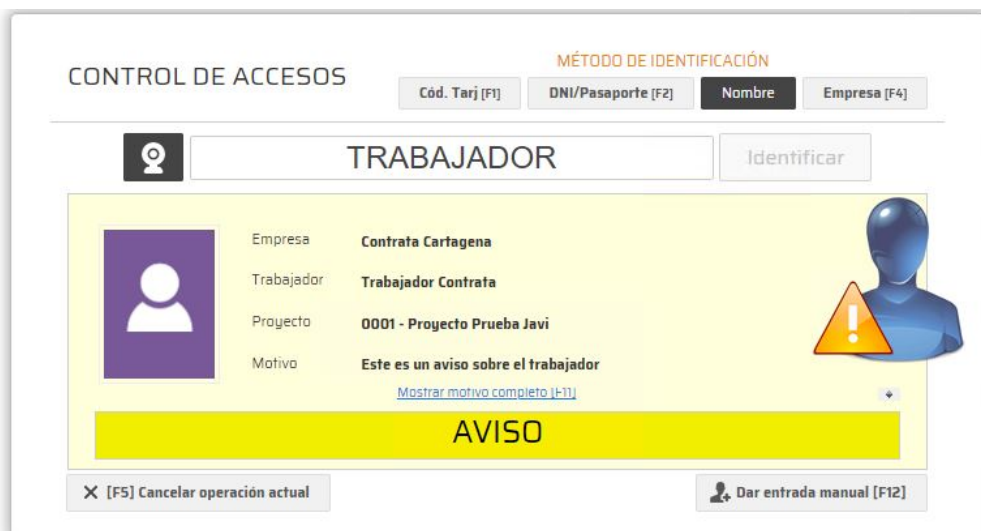 MÉTODO DE IDENTIFICACIÓN
CONTROL DE ACCESOS
Cód. Tarj [F1] DNI/Pasaporte [F2] Nombre Empresa [F4]
TRABAJADOR Identificar
Empresa Contrata Cartagena
Trabajador Trabajador Contrata
Proyecto 0001 - Proyecto Prueba Javi
Motivo Este es un aviso sobre el trabajador
Mostrar motivo completo [F11]
AVISO
[F5] Cancelar operación actual Dar entrada manual [F12]